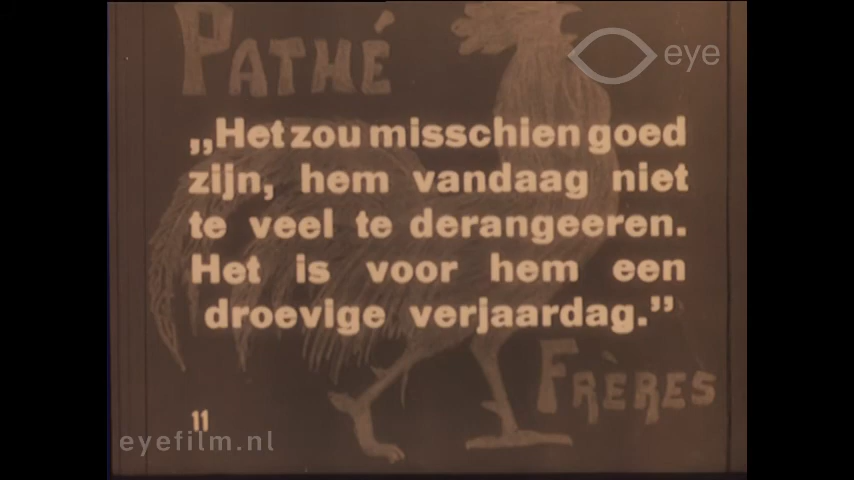 PATHÉ
eye
„Het zou misschien goed
zijn, hem vandaag niet
te veel te derangeeren.
Het is voor hem een
droevige verjaardag.”
FRÈRES
11
eyefilm.nl